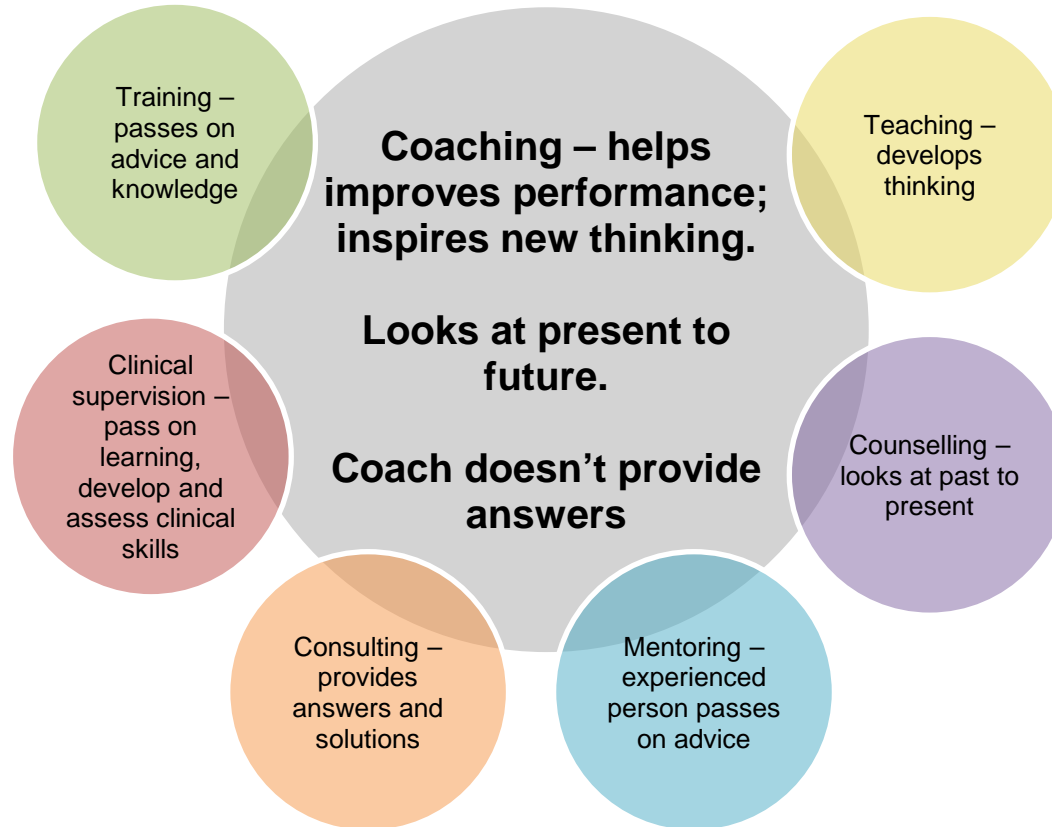 Training –
passes on
advice and
knowledge
Coaching – helps
improves performance;
inspires new thinking.
Looks at present to
future.
Coach doesn’t provide
answers
Teaching –
develops
thinking
Clinical
supervision –
pass on
learning,
develop and
assess clinical
skills
Counselling –
looks at past to
present
Consulting –
provides
answers and
solutions
Mentoring –
experienced
person passes
on advice